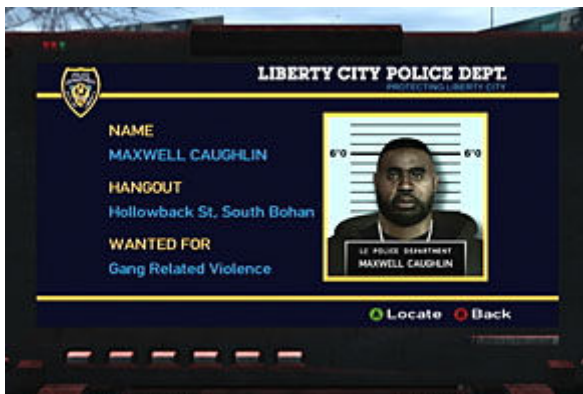 LIBERTY CITY POLICE DEPT.
PROTECTING LIBERTY CITY
NAME
MAXWELL CAUGHLIN
HANGOUT
Hollowback St, South Bohan
WANTED FOR
Gang Related Violence
6'0 6'0
LC POLICE DEPARTMENT
MAXWELL CAUGHLIN
A Locate B Back